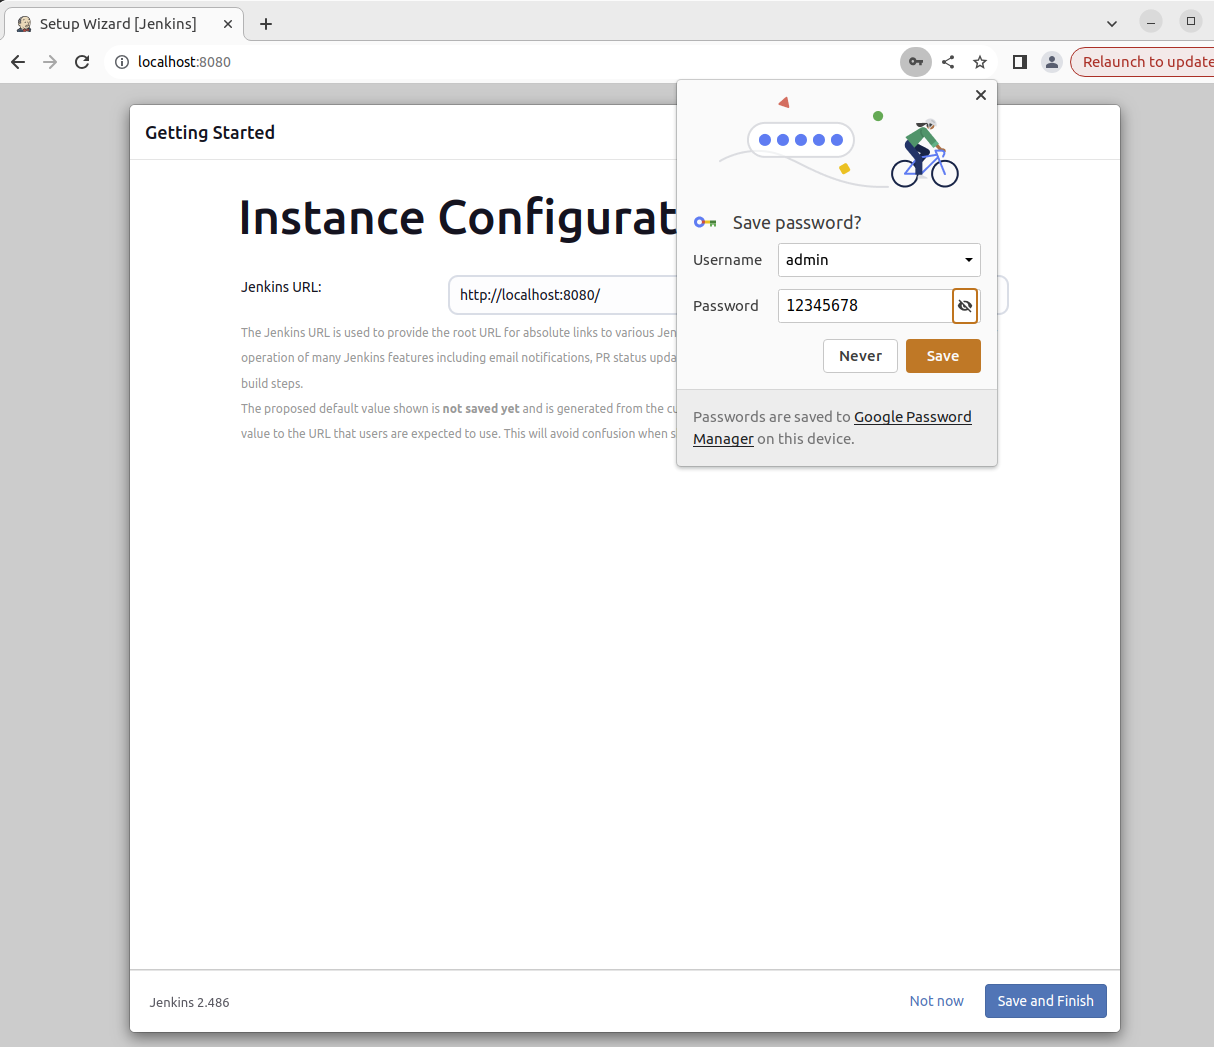 Setup Wizard [Jenkins]
localhost:8080
Relaunch to update
Getting Started
Instance Configurat
Jenkins URL:
http://localhost:8080/
The Jenkins URL is used to provide the root URL for absolute links to various Jen
operation of many Jenkins features including email notifications, PR status upda
build steps.
The proposed default value shown is not saved yet and is generated from the cu
value to the URL that users are expected to use. This will avoid confusion when s
Save password?
Username
admin
Password
12345678
Never
Save
Passwords are saved to Google Password
Manager on this device.
Jenkins 2.486
Not now
Save and Finish